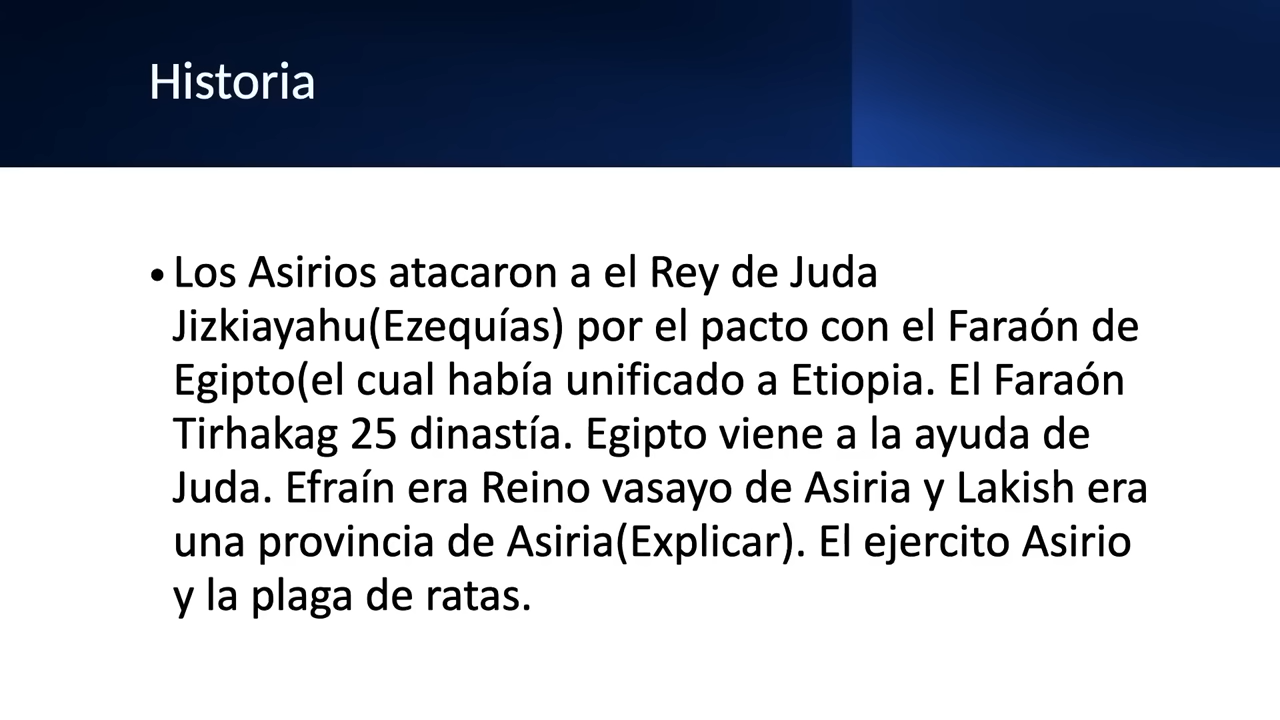 Historia
• Los Asirios atacaron a el Rey de Juda
Jizkiayahu(Ezequías) por el pacto con el Faraón de
Egipto(el cual había unificado a Etiopia. El Faraón
Tirhakag 25 dinastía. Egipto viene a la ayuda de
Juda. Efraín era Reino vasayo de Asiria y Lakish era
una provincia de Asiria(Explicar). El ejercito Asirio
y la plaga de ratas.